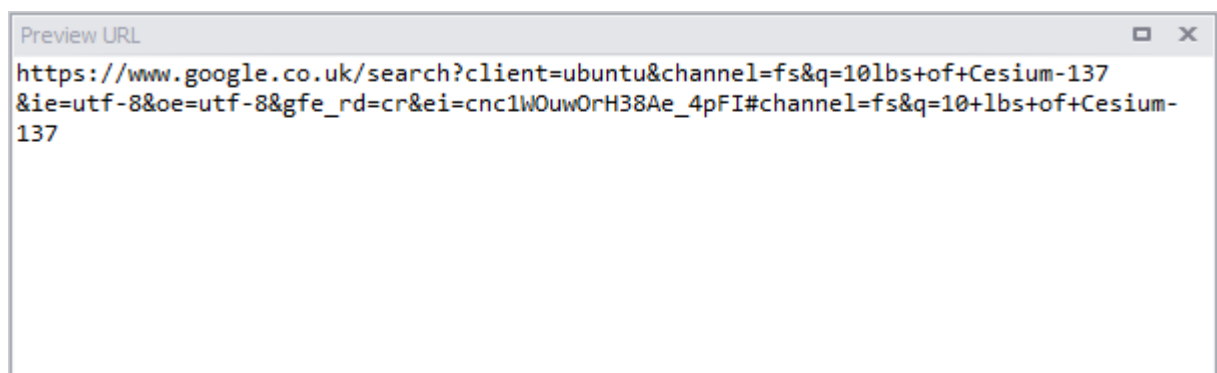 Preview URL
https://www.google.co.uk/search?client=ubuntu&channel=fs&q=10lbs+of+Cesium-137
&ie=utf-8&oe=utf-8&gfe_rd=cr&ei=cnc1WOuwOrH38Ae_4pFI#channel=fs&q=10+lbs+of+Cesium-
137